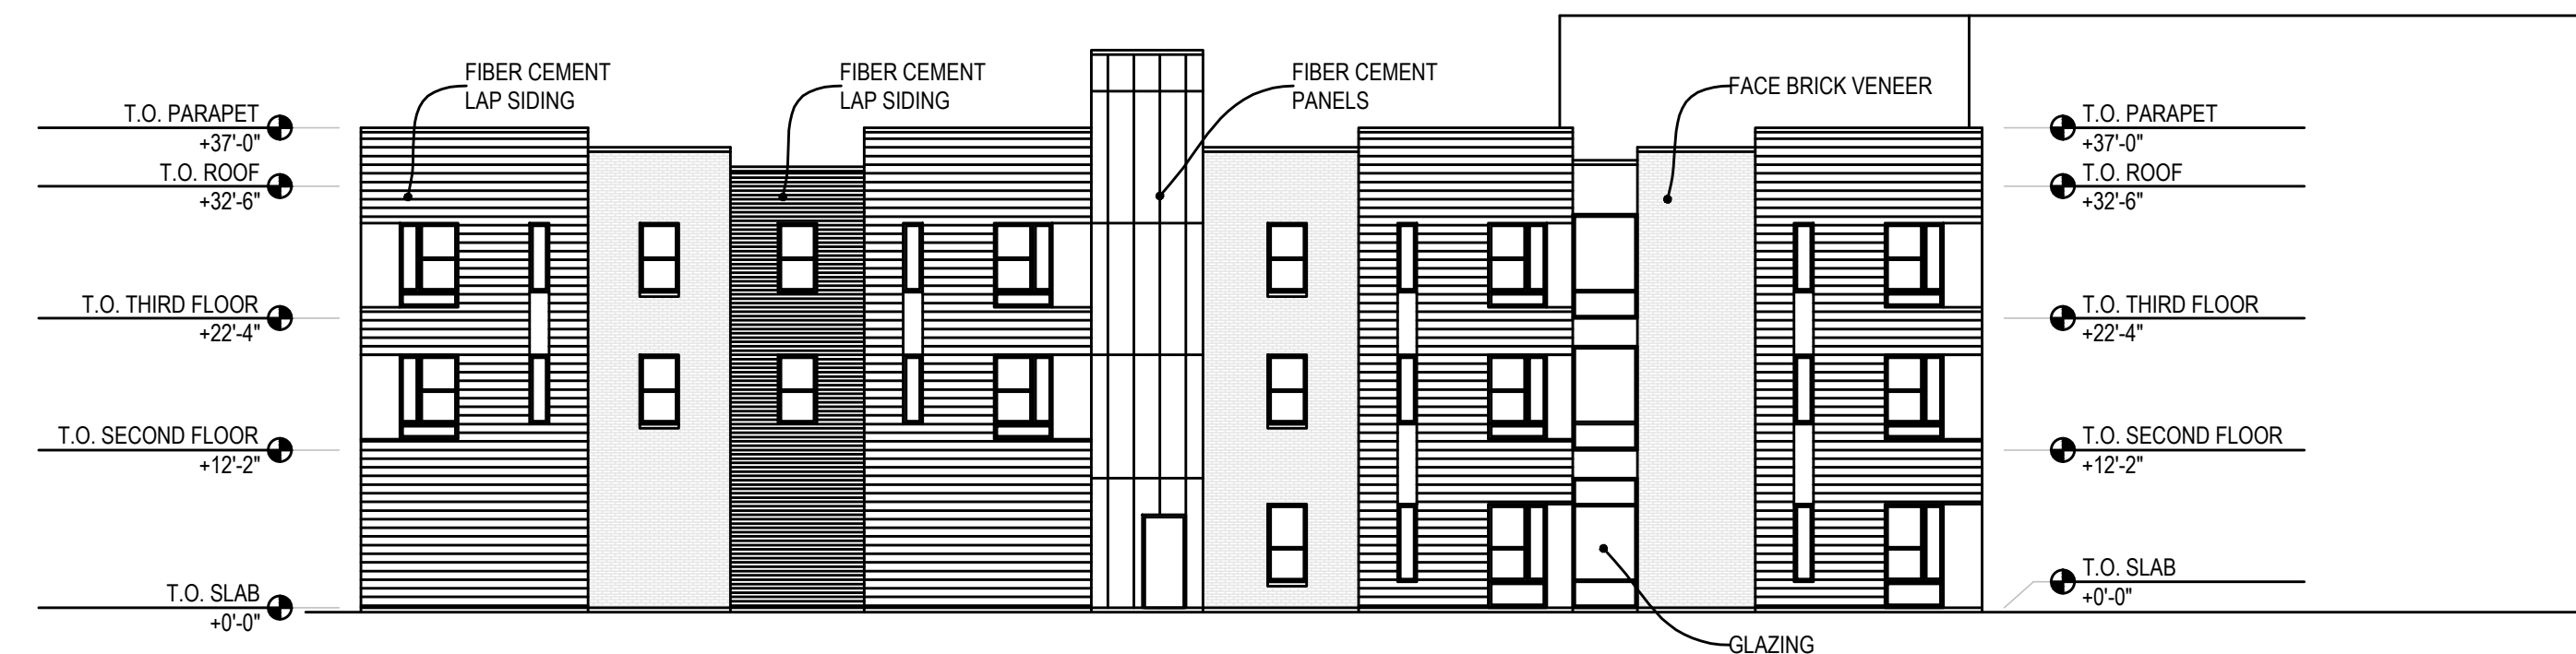 FIBER CEMENT
LAP SIDING
FIBER CEMENT
LAP SIDING
FIBER CEMENT
PANELS
FACE BRICK VENEER
T.O. PARAPET
+37'-0"
T.O. ROOF
+32'-6"
T.O. THIRD FLOOR
+22'-4"
T.O. SECOND FLOOR
+12'-2"
T.O. SLAB
+0'-0"
T.O. PARAPET
+37'-0"
T.O. ROOF
+32'-6"
T.O. THIRD FLOOR
+22'-4"
T.O. SECOND FLOOR
+12'-2"
T.O. SLAB
+0'-0"
GLAZING